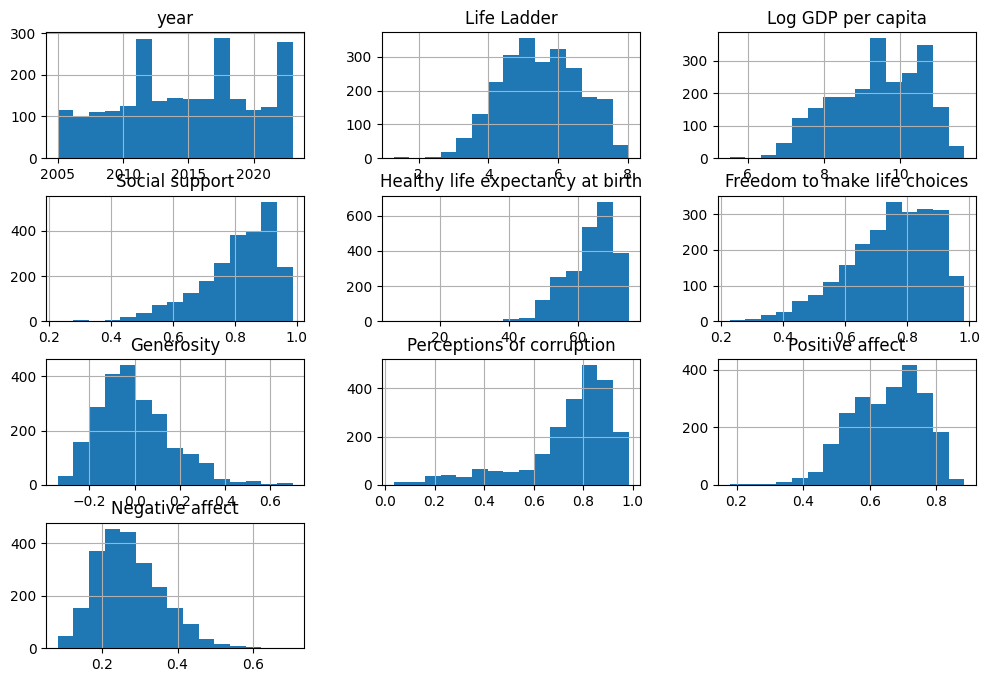 year
300
200
100
0
2005 2010 2015 2020
Life Ladder
300
200
100
0
2 4 6 8
Log GDP per capita
300
200
100
0
6 8 10
Social support
400
200
0
0.2 0.4 0.6 0.8 1.0
Healthy life expectancy at birth
600
400
200
0
20 40 60
Freedom to make life choices
300
200
100
0
0.2 0.4 0.6 0.8 1.0
Generosity
400
200
0
−0.2 0.0 0.2 0.4 0.6
Perceptions of corruption
400
200
0
0.0 0.2 0.4 0.6 0.8 1.0
Positive affect
400
200
0
0.2 0.4 0.6 0.8
Negative affect
400
200
0
0.2 0.4 0.6